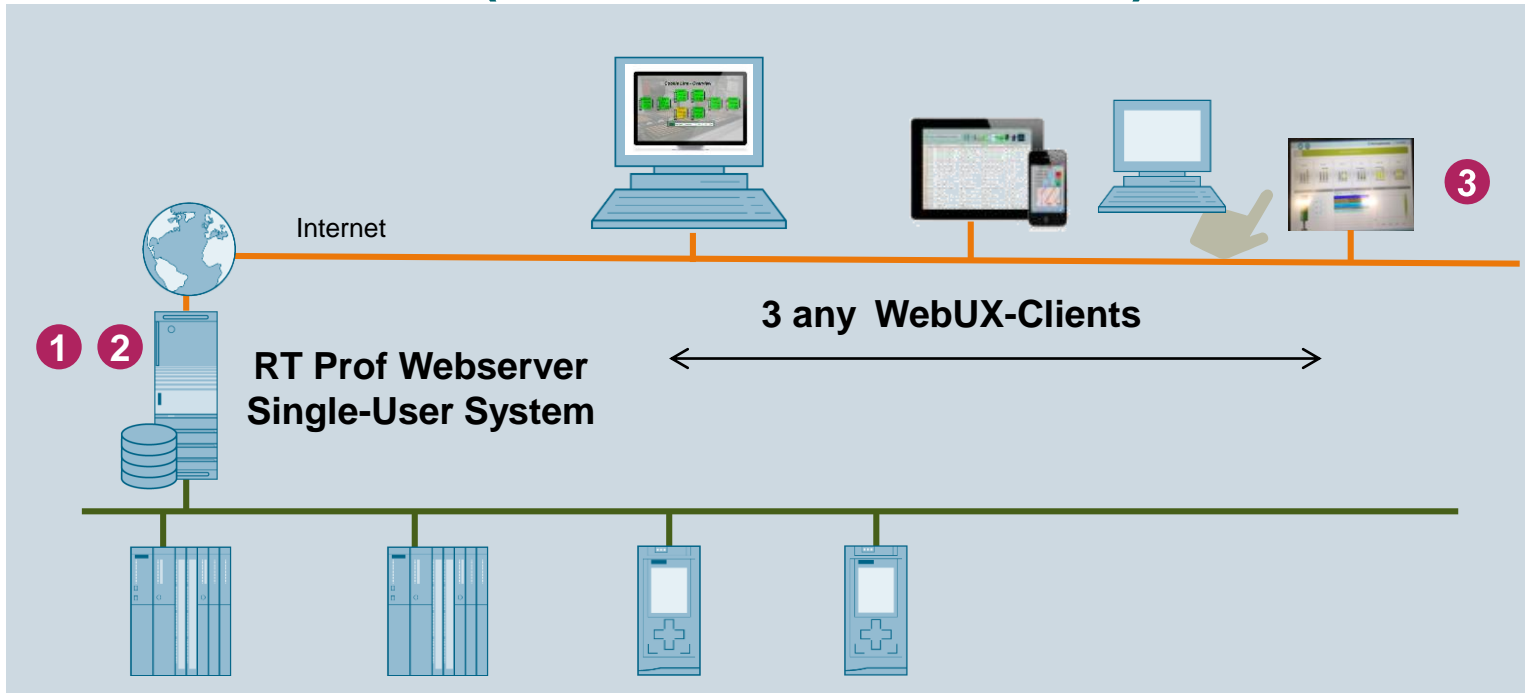 Internet
3 any WebUX-Clients
3
1 2
RT Prof Webserver
Single-User System